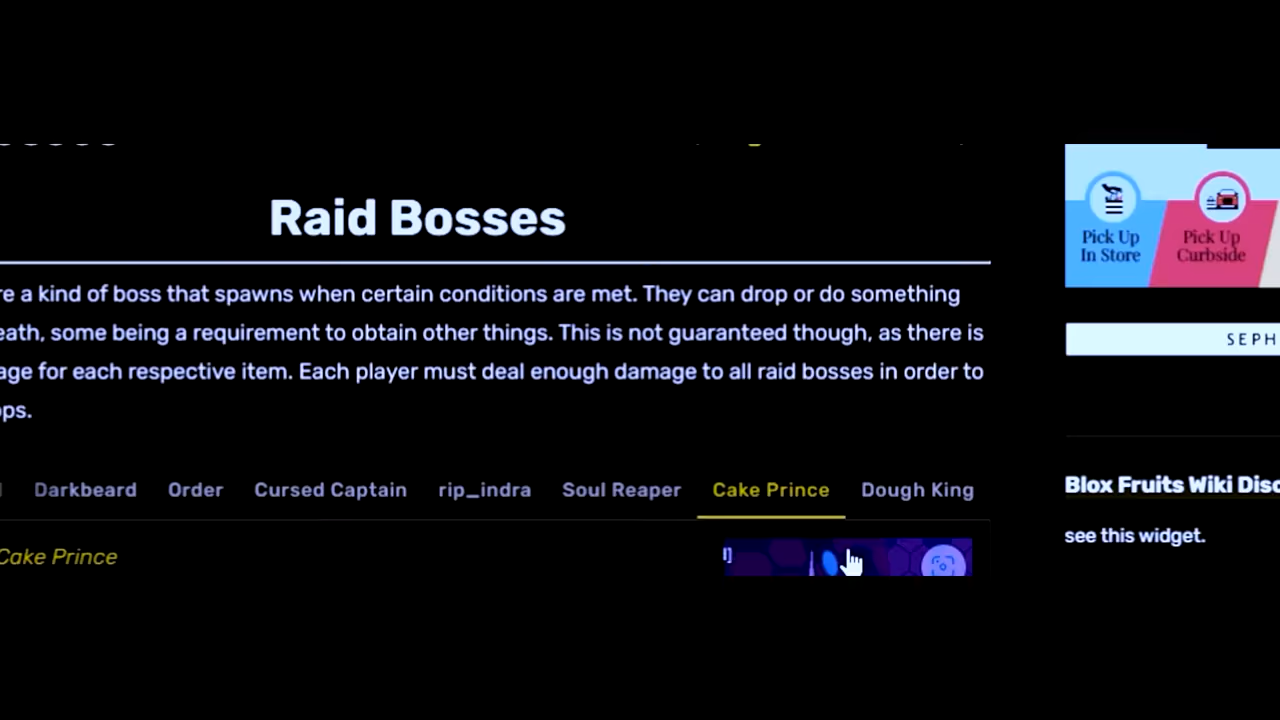 Raid Bosses
re a kind of boss that spawns when certain conditions are met. They can drop or do something
eath, some being a requirement to obtain other things. This is not guaranteed though, as there is
age for each respective item. Each player must deal enough damage to all raid bosses in order to
ops.
Darkbeard Order Cursed Captain rip_indra Soul Reaper Cake Prince Dough King
Cake Prince
Pick Up
In Store
Pick Up
Curbside
SEPH
Blox Fruits Wiki Disc
see this widget.